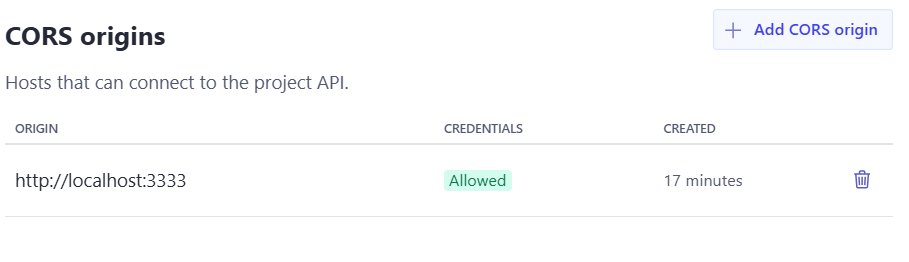 CORS origins
Add CORS origin
Hosts that can connect to the project API.
ORIGIN CREDENTIALS CREATED
http://localhost:3333 Allowed 17 minutes